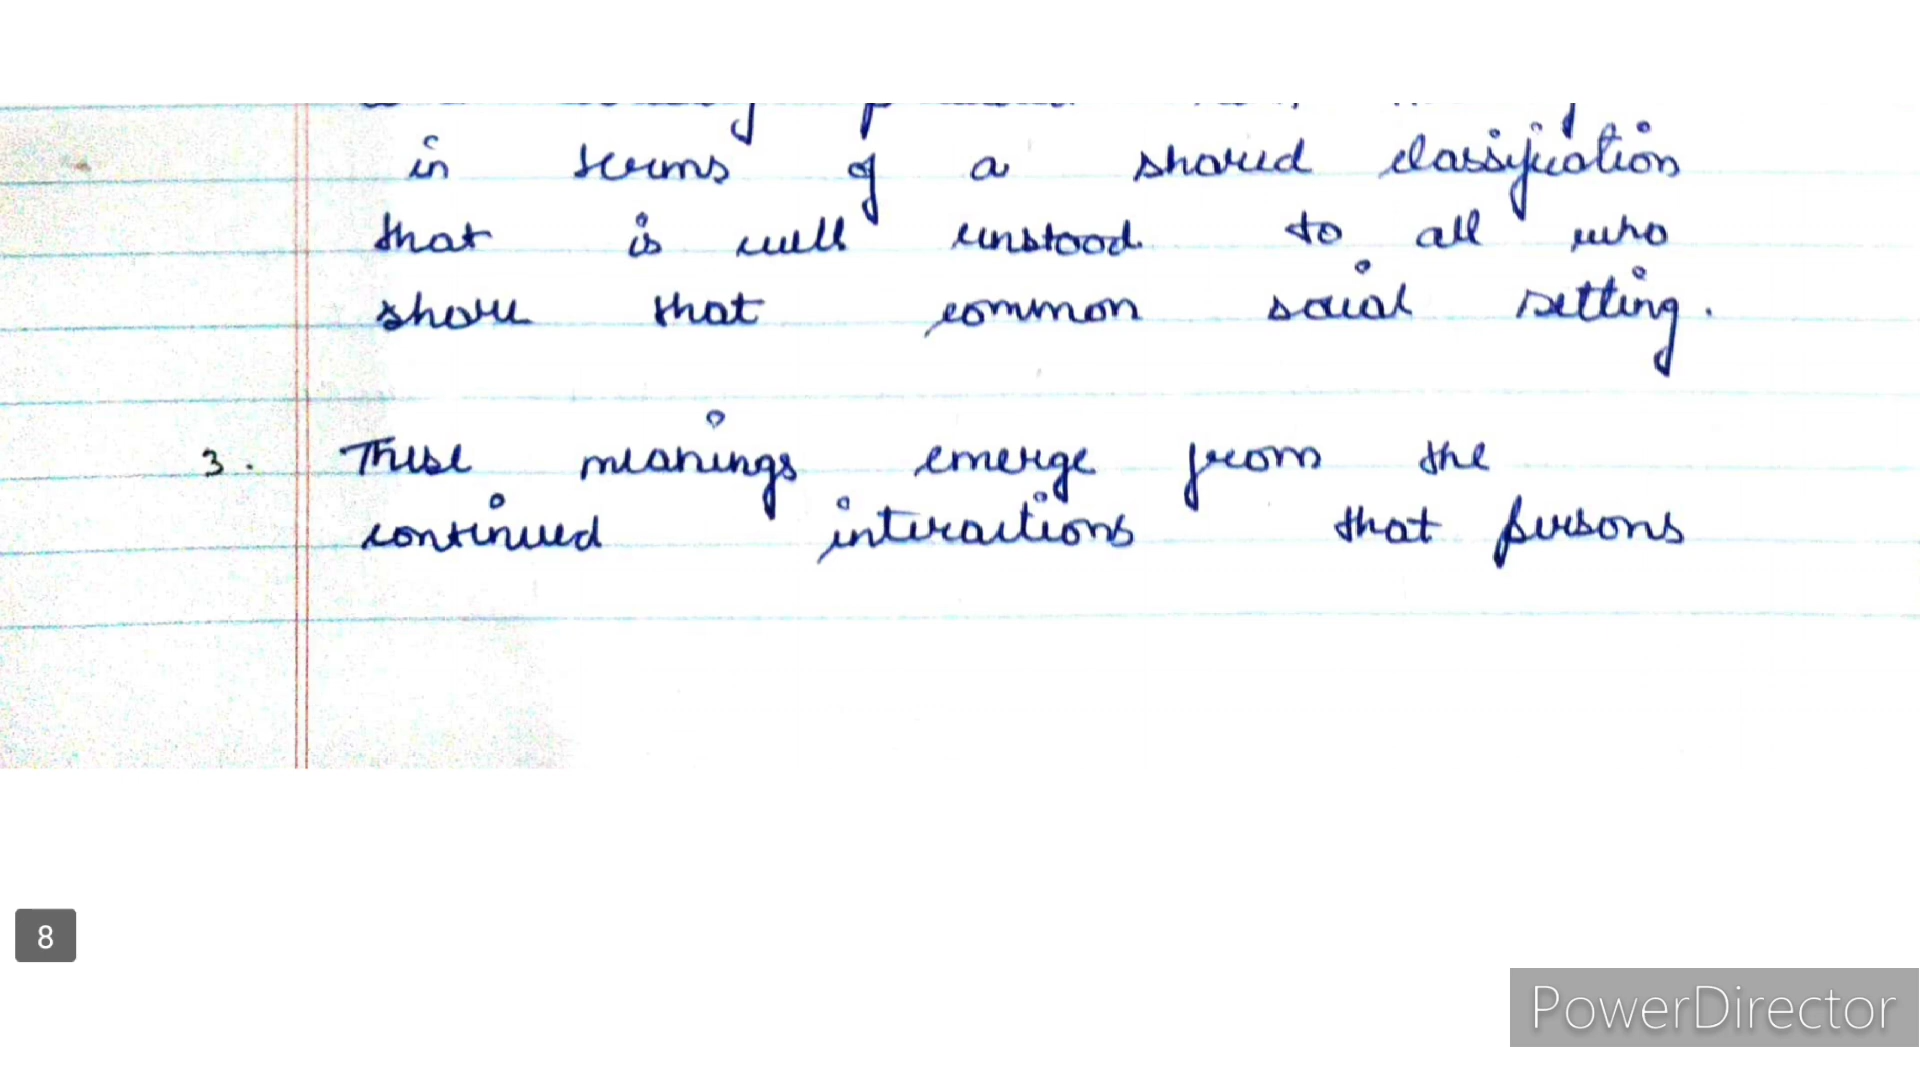 in terms of a shared classification
that is well unstood to all who
share that common social setting.
3. These meanings emerge from the
continued interactions that persons
8
PowerDirector